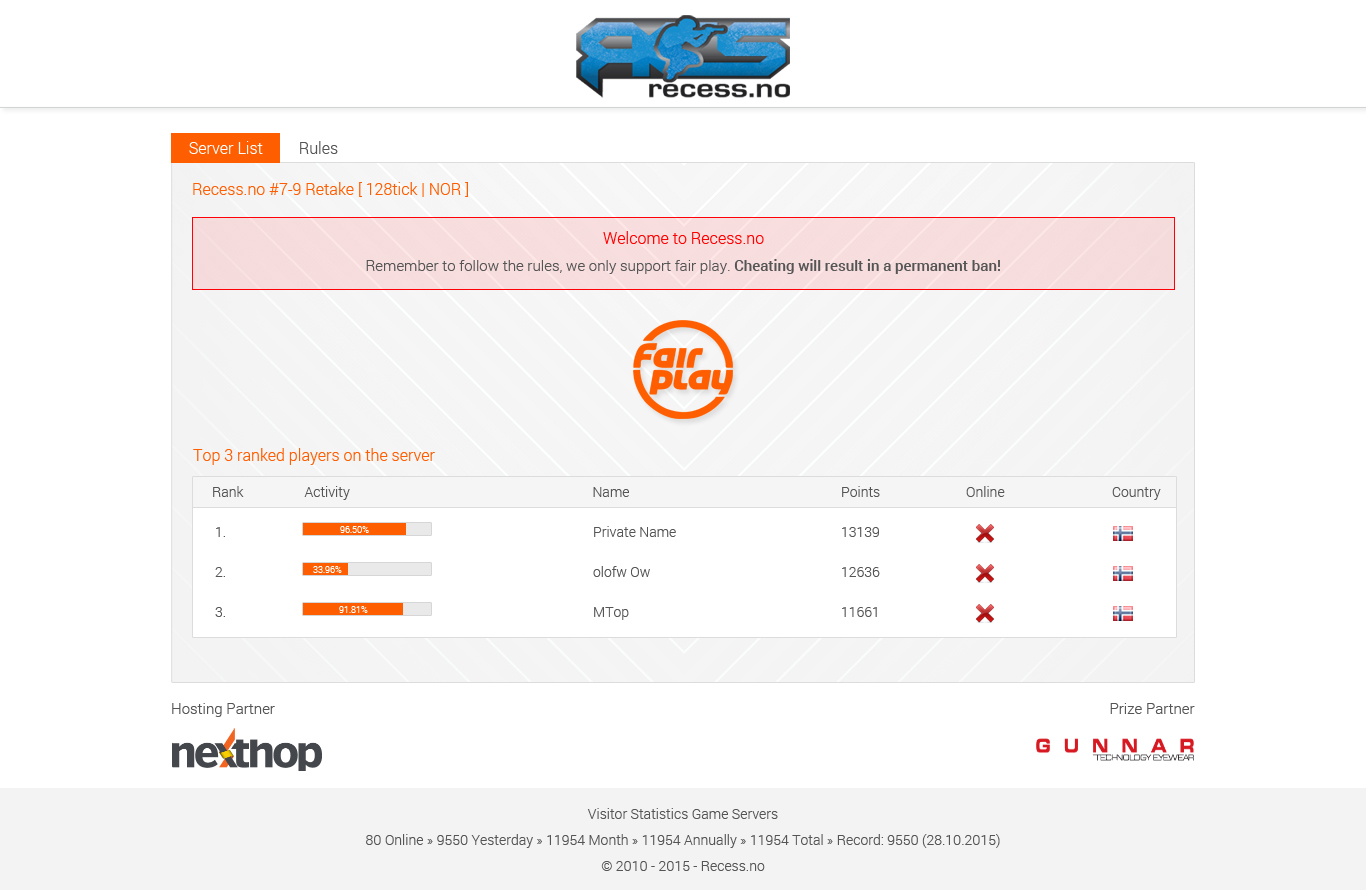 recess.no
Server List Rules
Recess.no #7-9 Retake [ 128tick | NOR ]
Welcome to Recess.no
Remember to follow the rules, we only support fair play. Cheating will result in a permanent ban!
fair
play
Top 3 ranked players on the server
Rank Activity Name Points Online Country
1. 96.50% Private Name 13139
2. 33.96% olofw Ow 12636
3. 91.81% MTop 11661
Hosting Partner Prize Partner
nexthop GUNNAR
TECHNOLOGY EYEWEAR
Visitor Statistics Game Servers
80 Online » 9550 Yesterday » 11954 Month » 11954 Annually » 11954 Total » Record: 9550 (28.10.2015)
© 2010 - 2015 - Recess.no